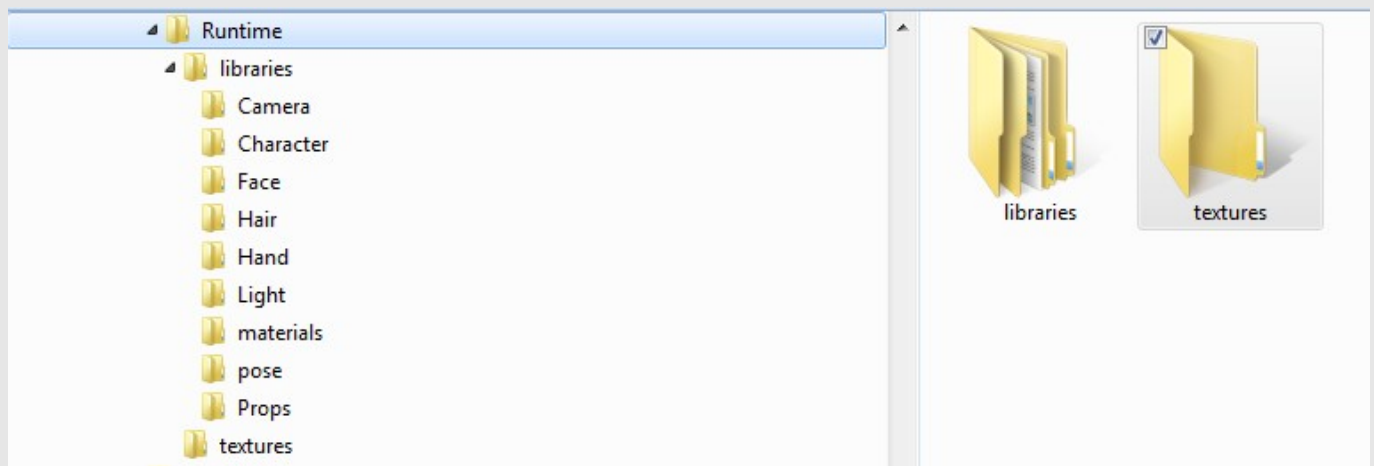 Runtime
libraries
Camera
Character
Face
Hair
Hand
Light
materials
pose
Props
textures
libraries
textures